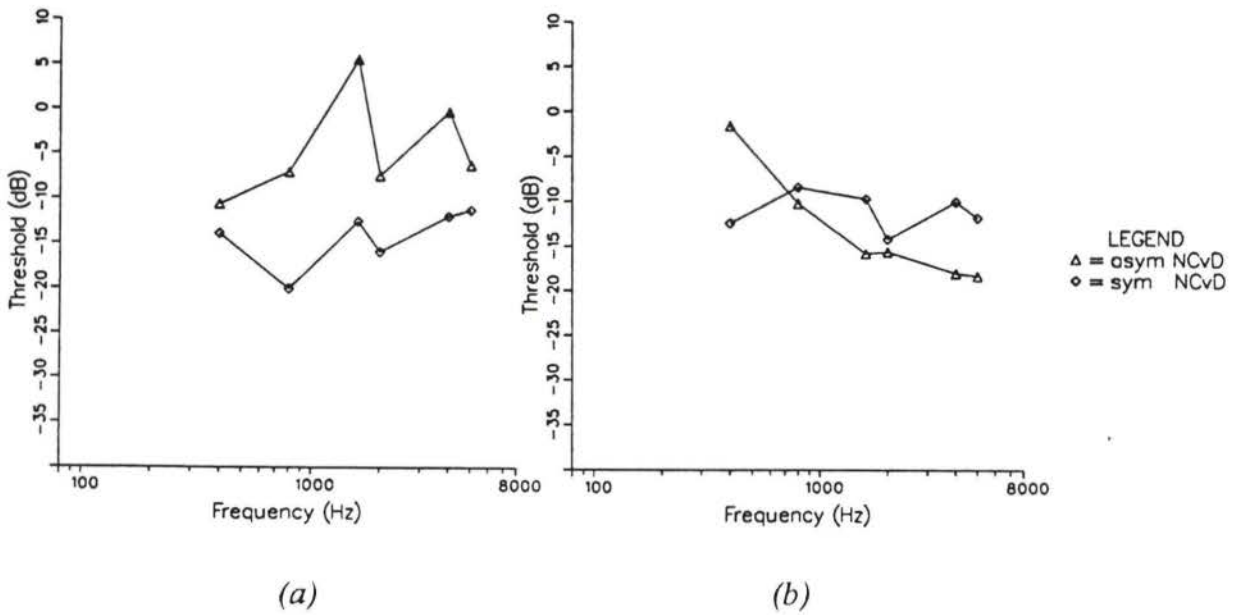 10
5
0
-5
-10
-15
-20
-25
-30
-35
Threshold (dB)
100
1000
8000
Frequency (Hz)
(a)
10
5
0
-5
-10
-15
-20
-25
-30
-35
Threshold (dB)
100
1000
8000
Frequency (Hz)
(b)
LEGEND
△ = asym NCvD
◇ = sym NCvD